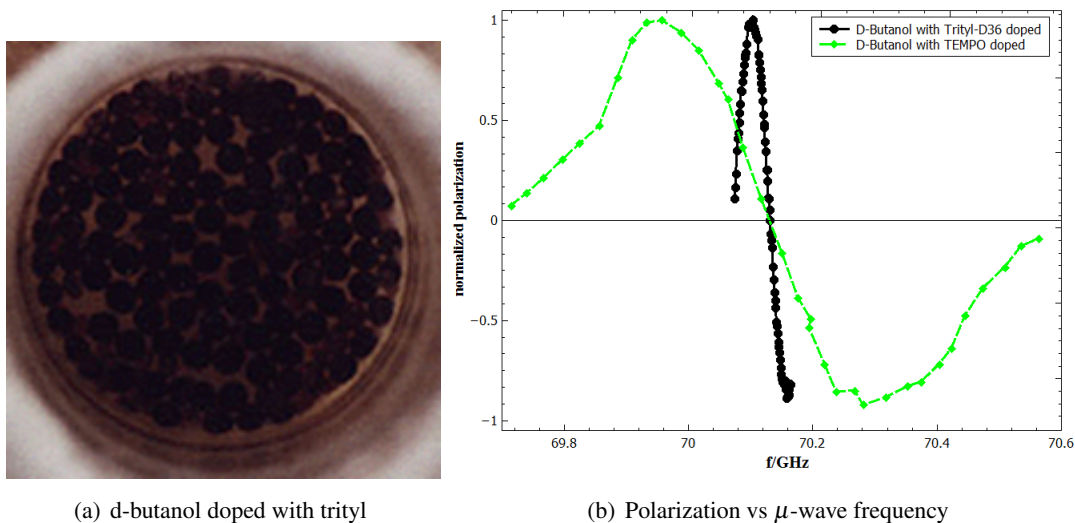 D-Butanol with Trityl-D36 doped
D-Butanol with TEMPO doped
1
0.5
0
−0.5
−1
normalized polarization
69.8 70 70.2 70.4 70.6
f/GHz
(a) d-butanol doped with trityl
(b) Polarization vs μ-wave frequency